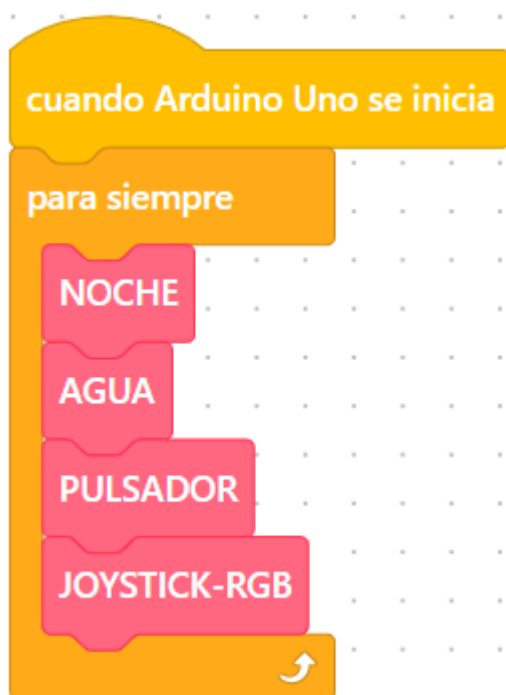 cuando Arduino Uno se inicia
para siempre
NOCHE
AGUA
PULSADOR
JOYSTICK-RGB